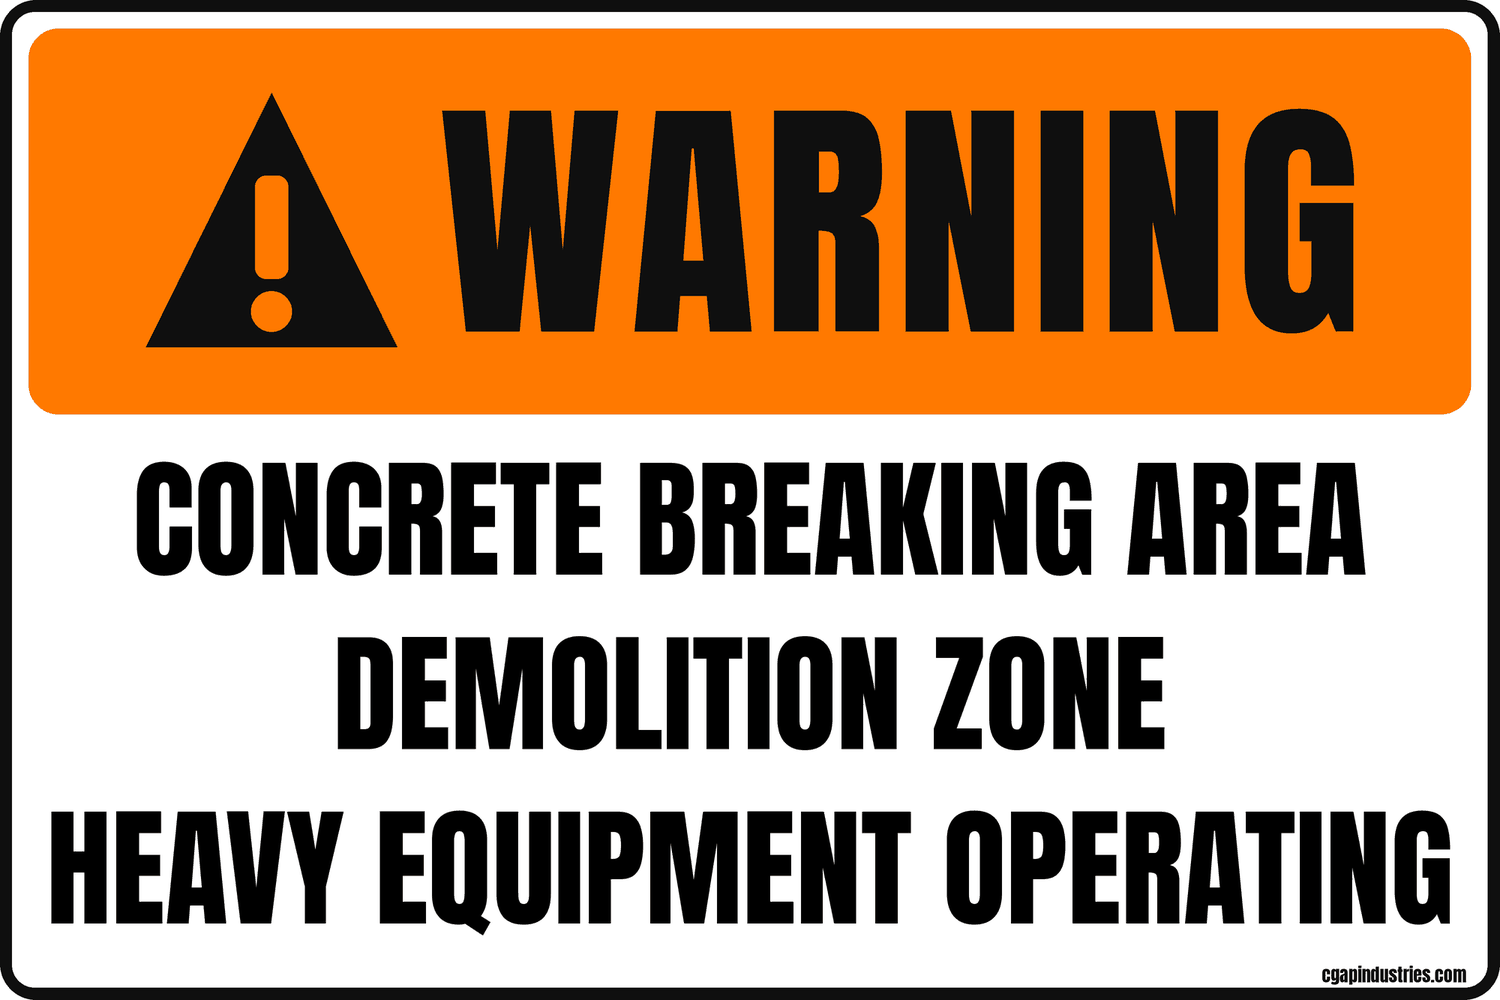 WARNING
CONCRETE BREAKING AREA
DEMOLITION ZONE
HEAVY EQUIPMENT OPERATING
cgapindustries.com